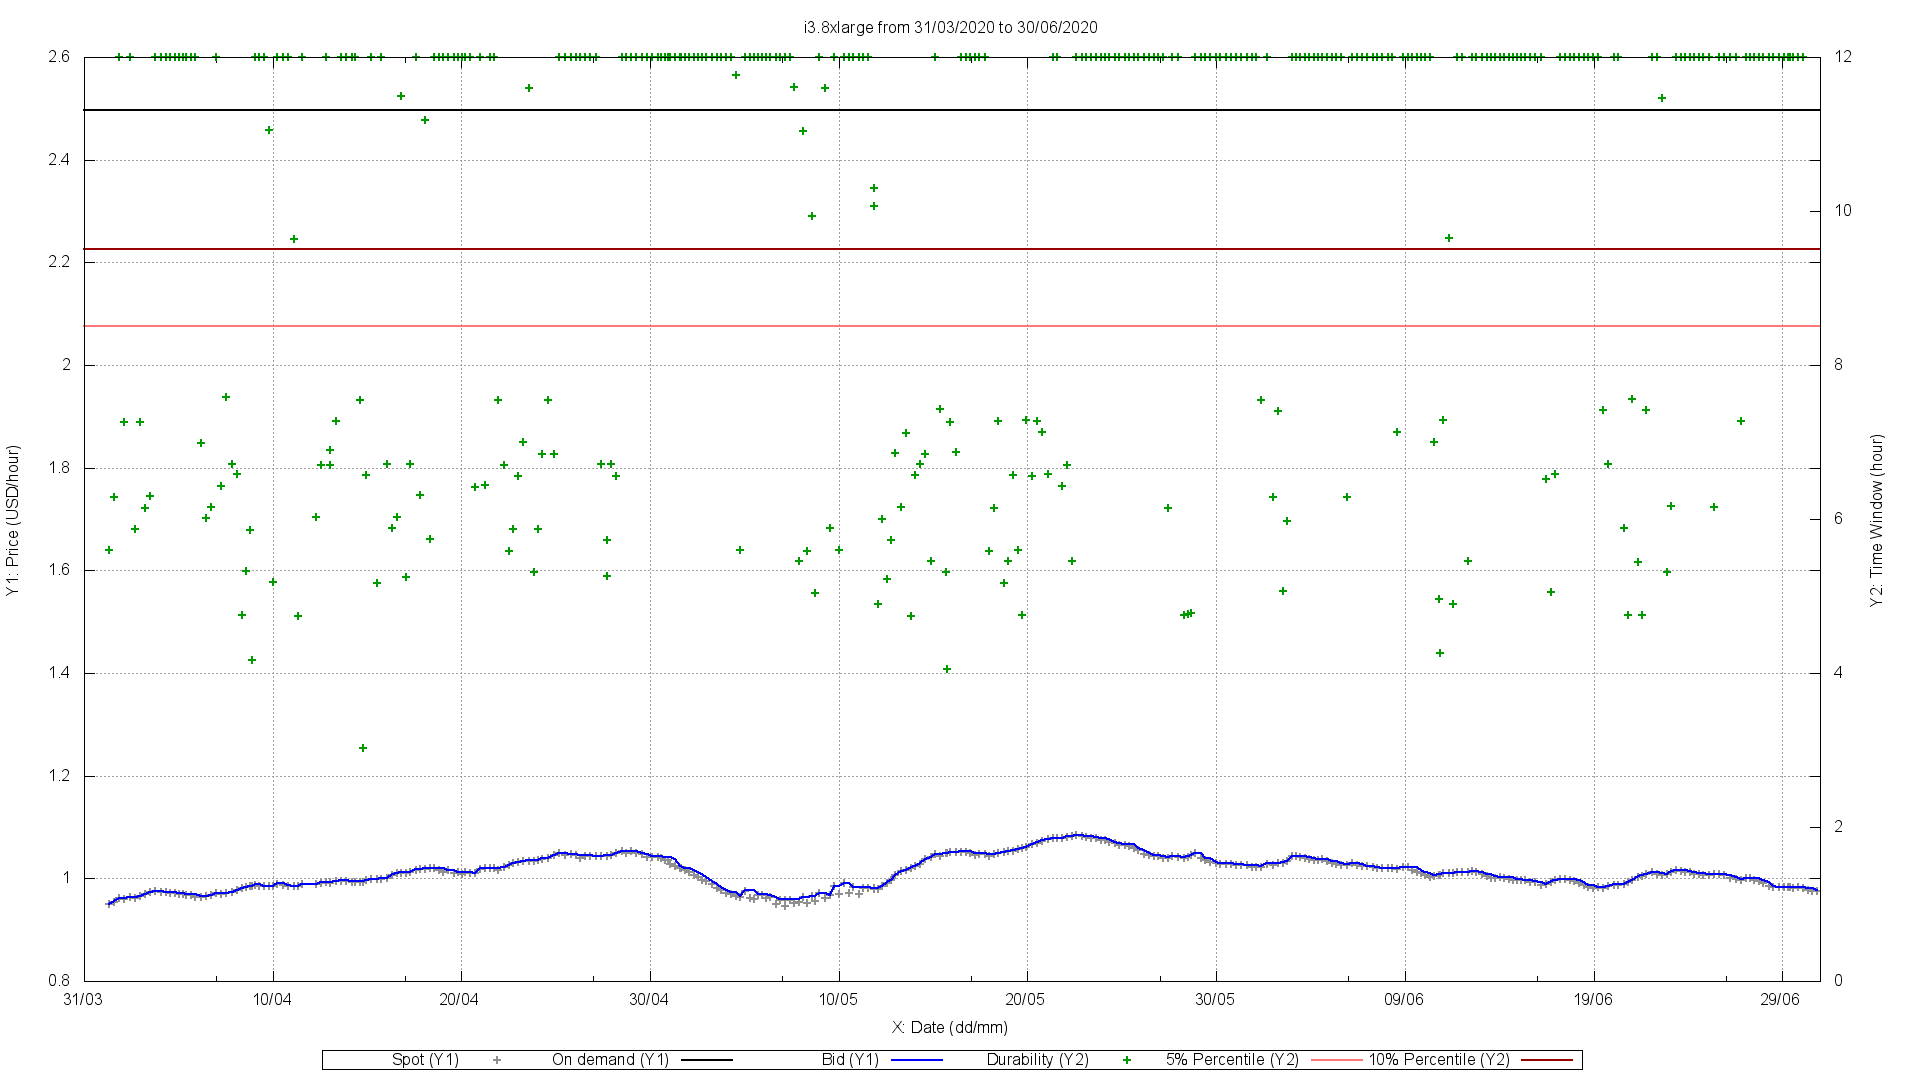 i3.8xlarge from 31/03/2020 to 30/06/2020
2.6
2.4
2.2
2
1.8
1.6
1.4
1.2
1
0.8
12
10
8
6
4
2
0
Y1: Price (USD/hour)
Y2: Time Window (hour)
31/03 10/04 20/04 30/04 10/05 20/05 30/05 09/06 19/06 29/06
X: Date (dd/mm)
Spot (Y1) On demand (Y1) Bid (Y1) Durability (Y2) 5% Percentile (Y2) 10% Percentile (Y2)